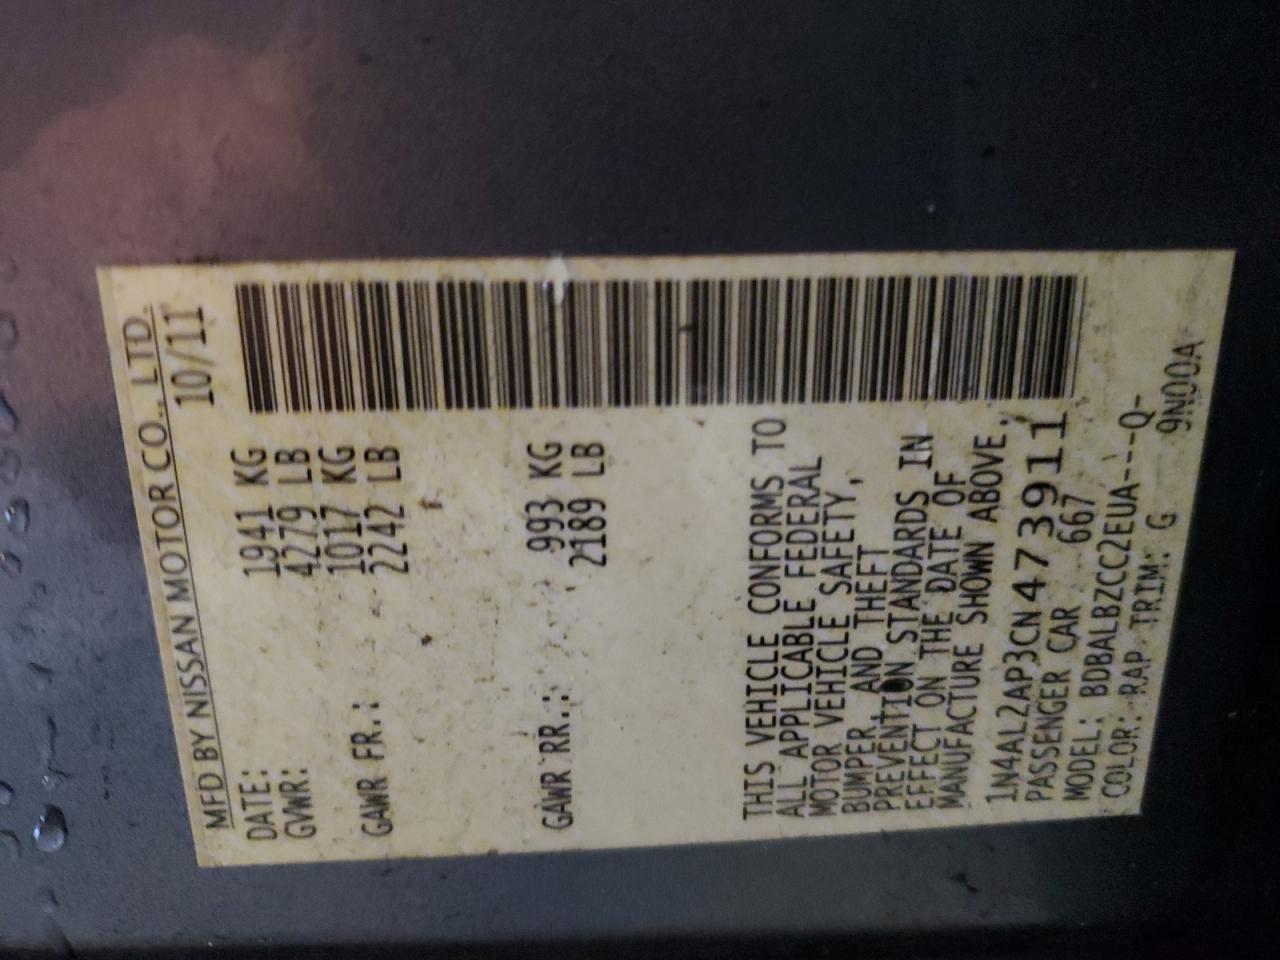 MFD BY NISSAN MOTOR CO., LTD.
DATE: 10/11
GVWR: 1941 KG
4279 LB
GAWR FR.: 1017 KG
2242 LB
GAWR RR.: 993 KG
2189 LB
THIS VEHICLE CONFORMS TO
ALL APPLICABLE FEDERAL
MOTOR VEHICLE SAFETY,
BUMPER, AND THEFT
PREVENTION STANDARDS IN
EFFECT ON THE DATE OF
MANUFACTURE SHOWN ABOVE.
1N4AL2AP3CN473911
PASSENGER CAR 667
MODEL: BDBALBZCC2EUA---Q-
COLOR: RAP TRIM: G 9N00A